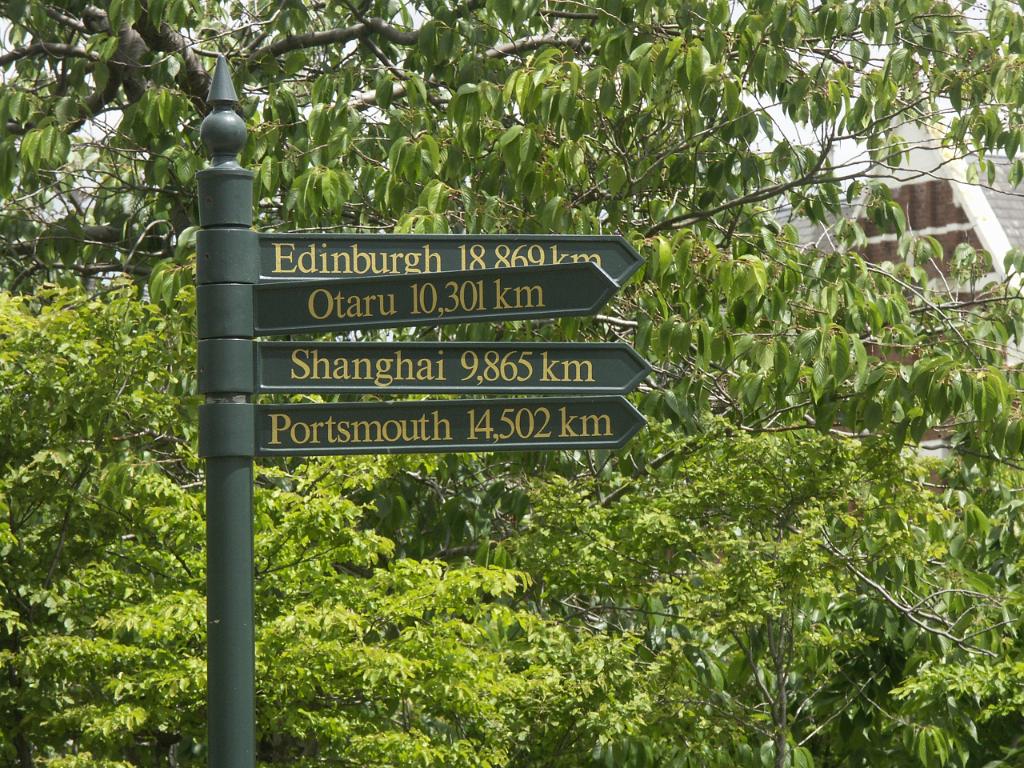 Edinburgh 18,869 km
Otaru 10,301 km
Shanghai 9,865 km
Portsmouth 14,502 km